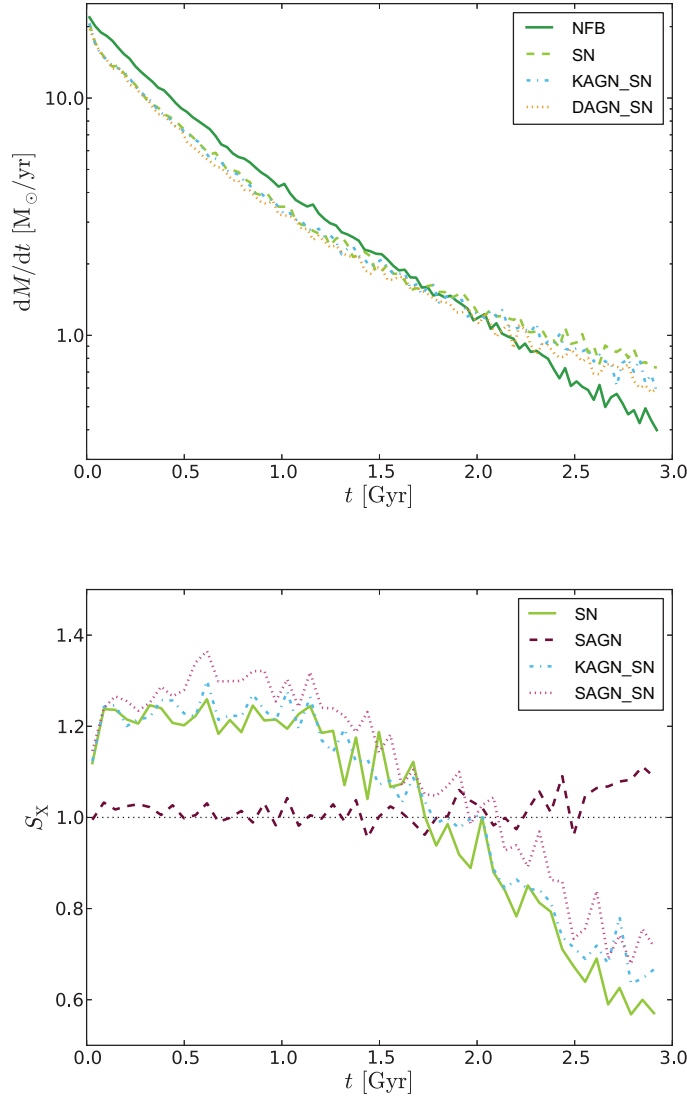 NFB
SN
KAGN_SN
DAGN_SN
10.0
1.0
dM/dt [M⊙/yr]
0.0 0.5 1.0 1.5 2.0 2.5 3.0
t [Gyr]
SN
SAGN
KAGN_SN
SAGN_SN
1.4
1.2
1.0
0.8
0.6
S_X
0.0 0.5 1.0 1.5 2.0 2.5 3.0
t [Gyr]